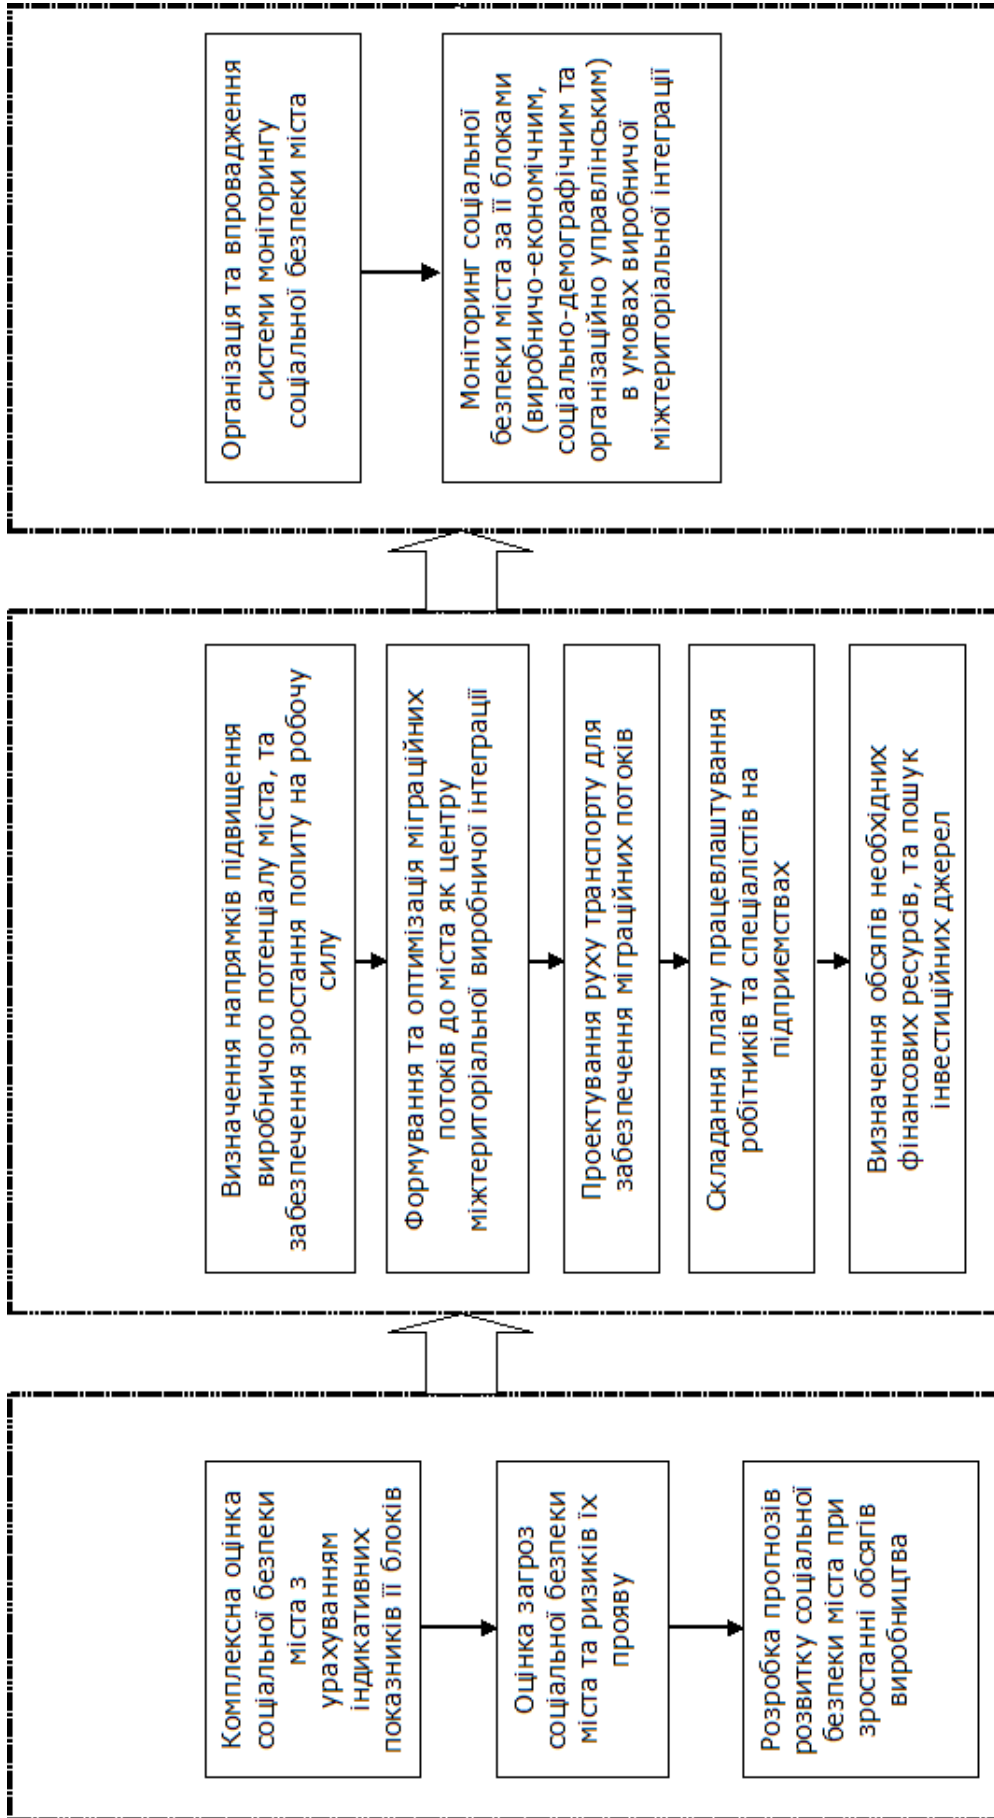 Комплексна оцінка
соціальної безпеки
міста з
урахуванням
індикативних
показників її блоків
Оцінка загроз
соціальної безпеки
міста та ризиків їх
прояву
Розробка прогнозів
розвитку соціальної
безпеки міста при
зростанні обсягів
виробництва
Визначення напрямків підвищення
виробничого потенціалу міста, та
забезпечення зростання попиту на робочу
силу
Формування та оптимізація міграційних
потоків до міста як центру
міжтериторіальної виробничої інтеграції
Проектування руху транспорту для
забезпечення міграційних потоків
Складання плану працевлаштування
робітників та спеціалістів на
підприємствах
Визначення обсягів необхідних
фінансових ресурсів, та пошук
інвестиційних джерел
Організація та впровадження
системи моніторингу
соціальної безпеки міста
Моніторинг соціальної
безпеки міста за її блоками
(виробничо-економічним,
соціально-демографічним та
організаційно управлінським)
в умовах виробничої
міжтериторіальної інтеграції